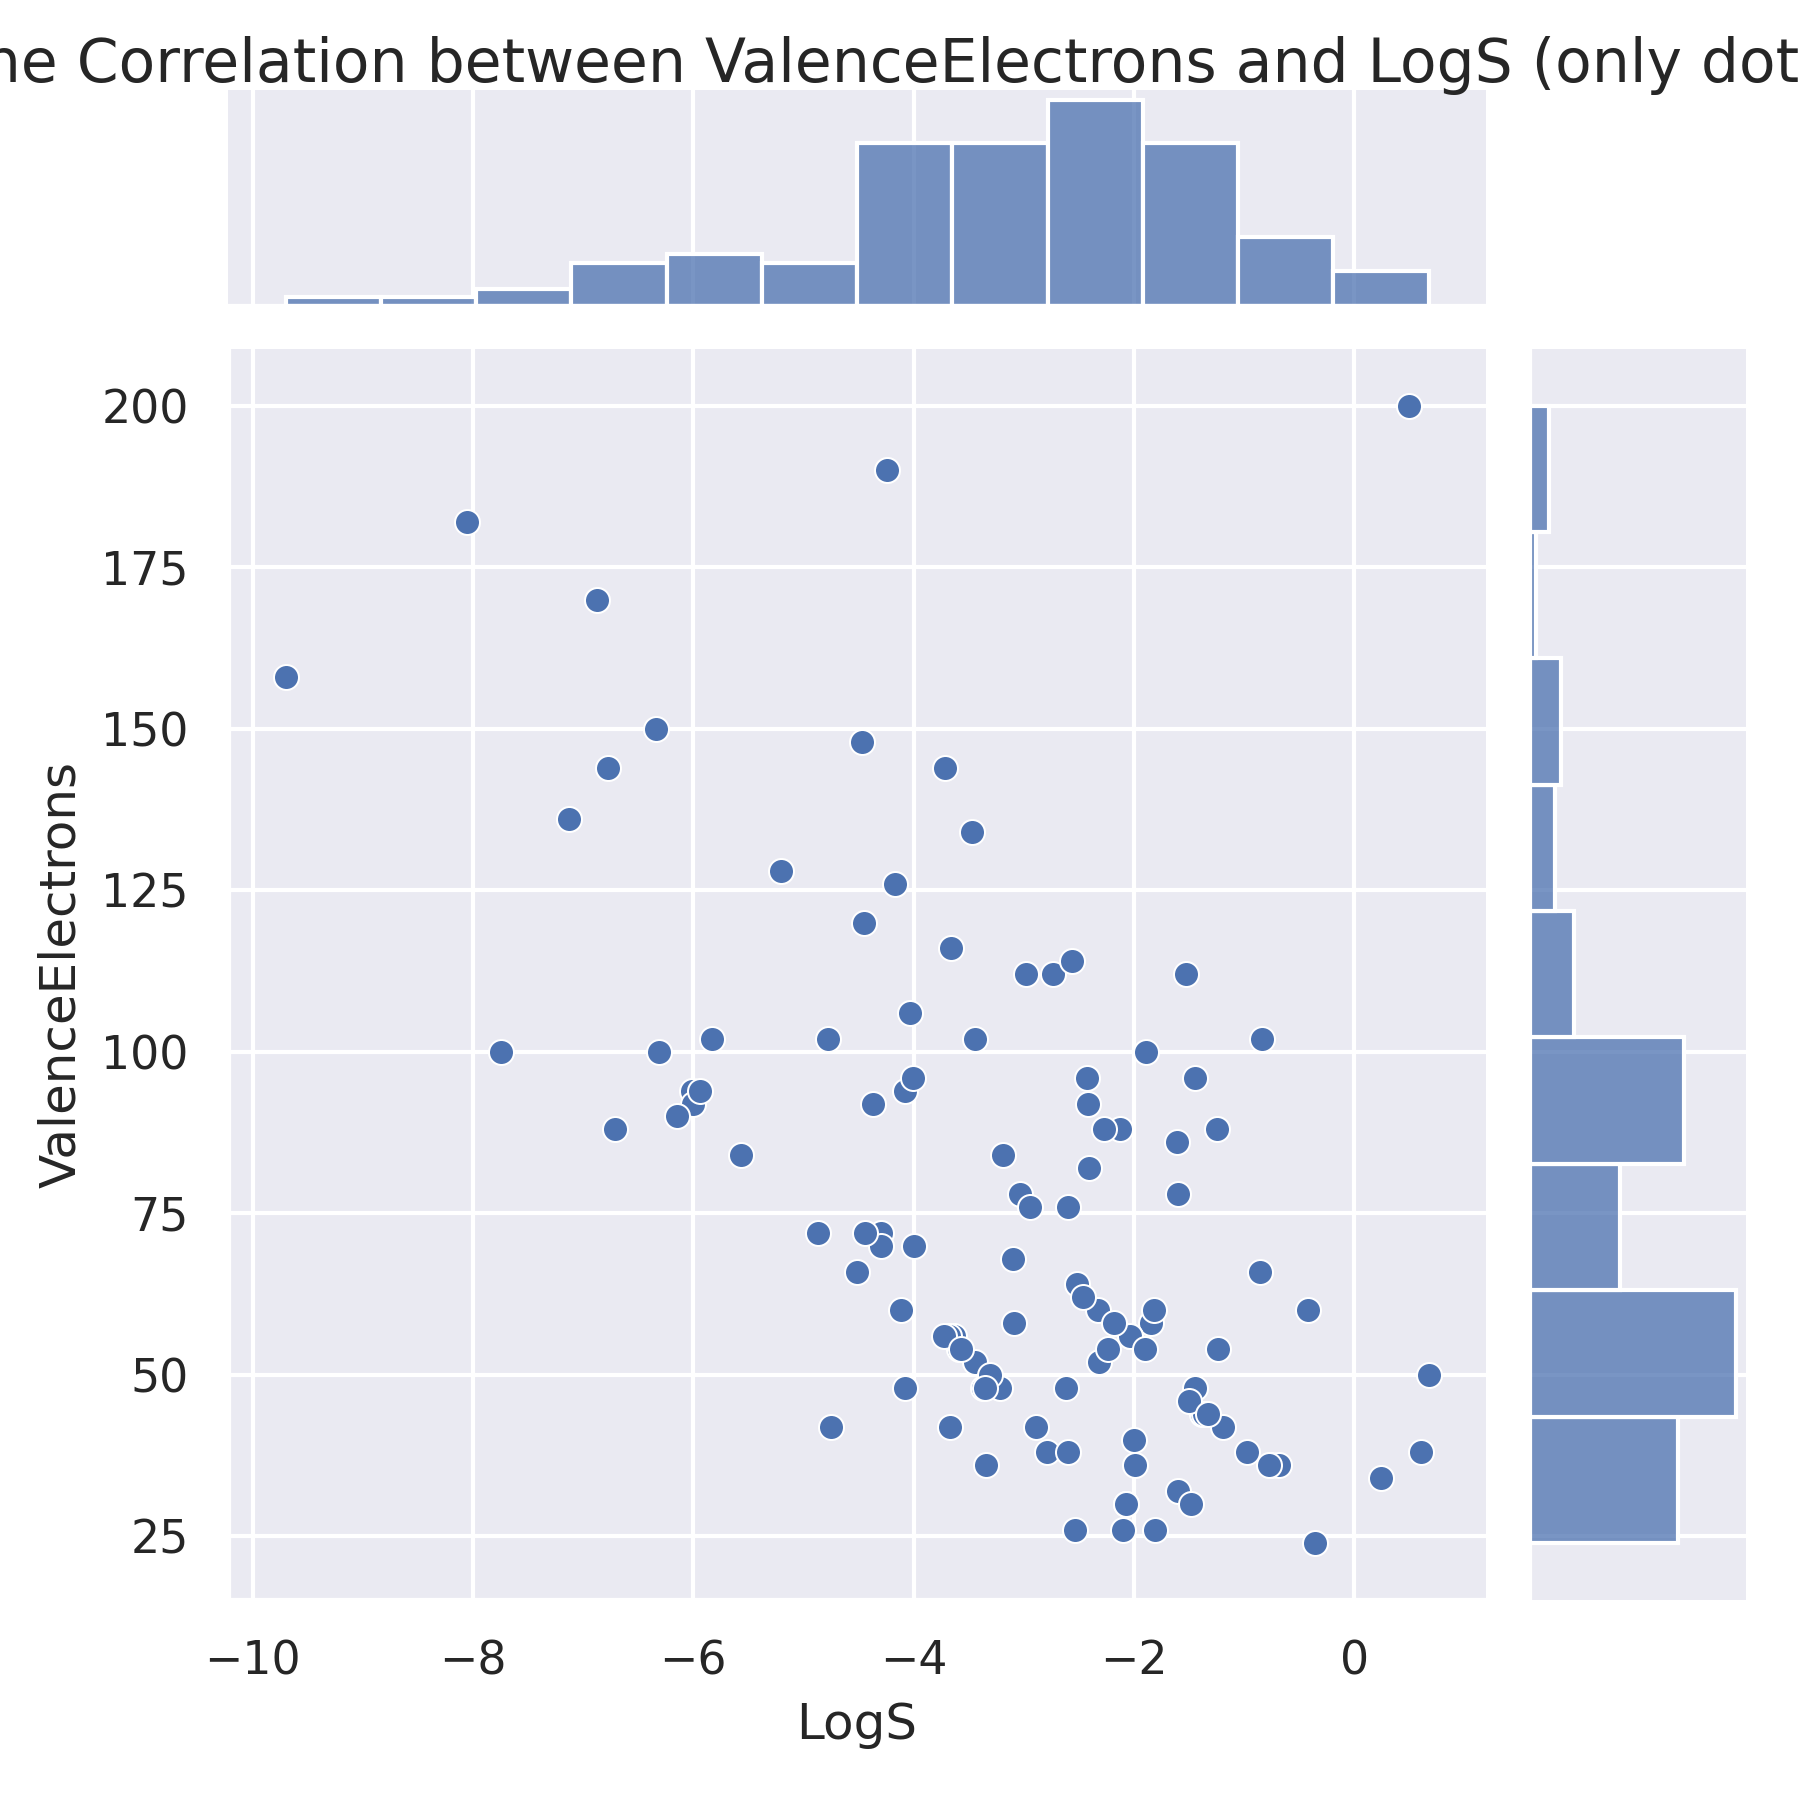 ne Correlation between ValenceElectrons and LogS (only dot
200
175
150
125
100
75
50
25
ValenceElectrons
−10 −8 −6 −4 −2 0
LogS